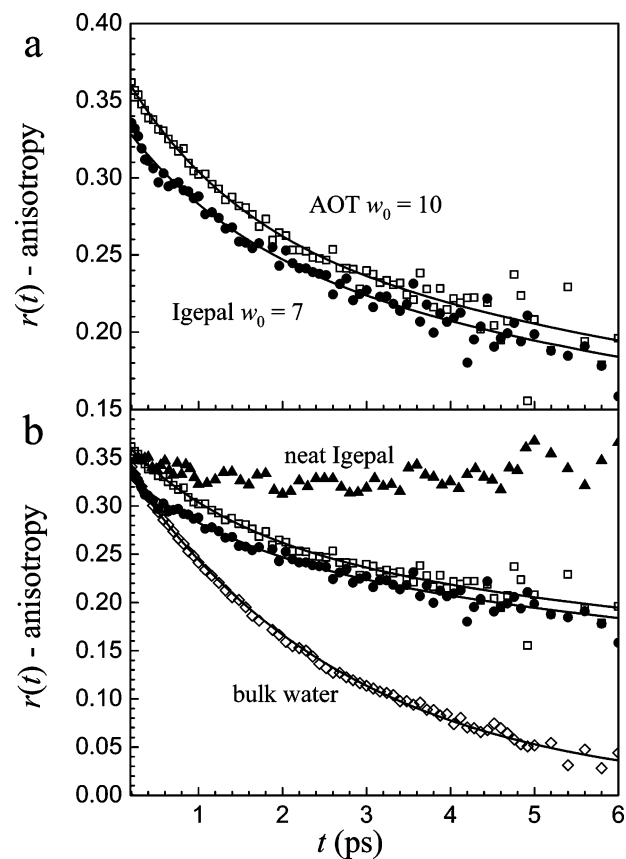 a
0.40
0.35
0.30
0.25
0.20
0.15
r(t) - anisotropy
AOT w₀ = 10
Igepal w₀ = 7
b
0.35
0.30
0.25
0.20
0.15
0.10
0.05
0.00
r(t) - anisotropy
neat Igepal
bulk water
1 2 3 4 5 6
t (ps)